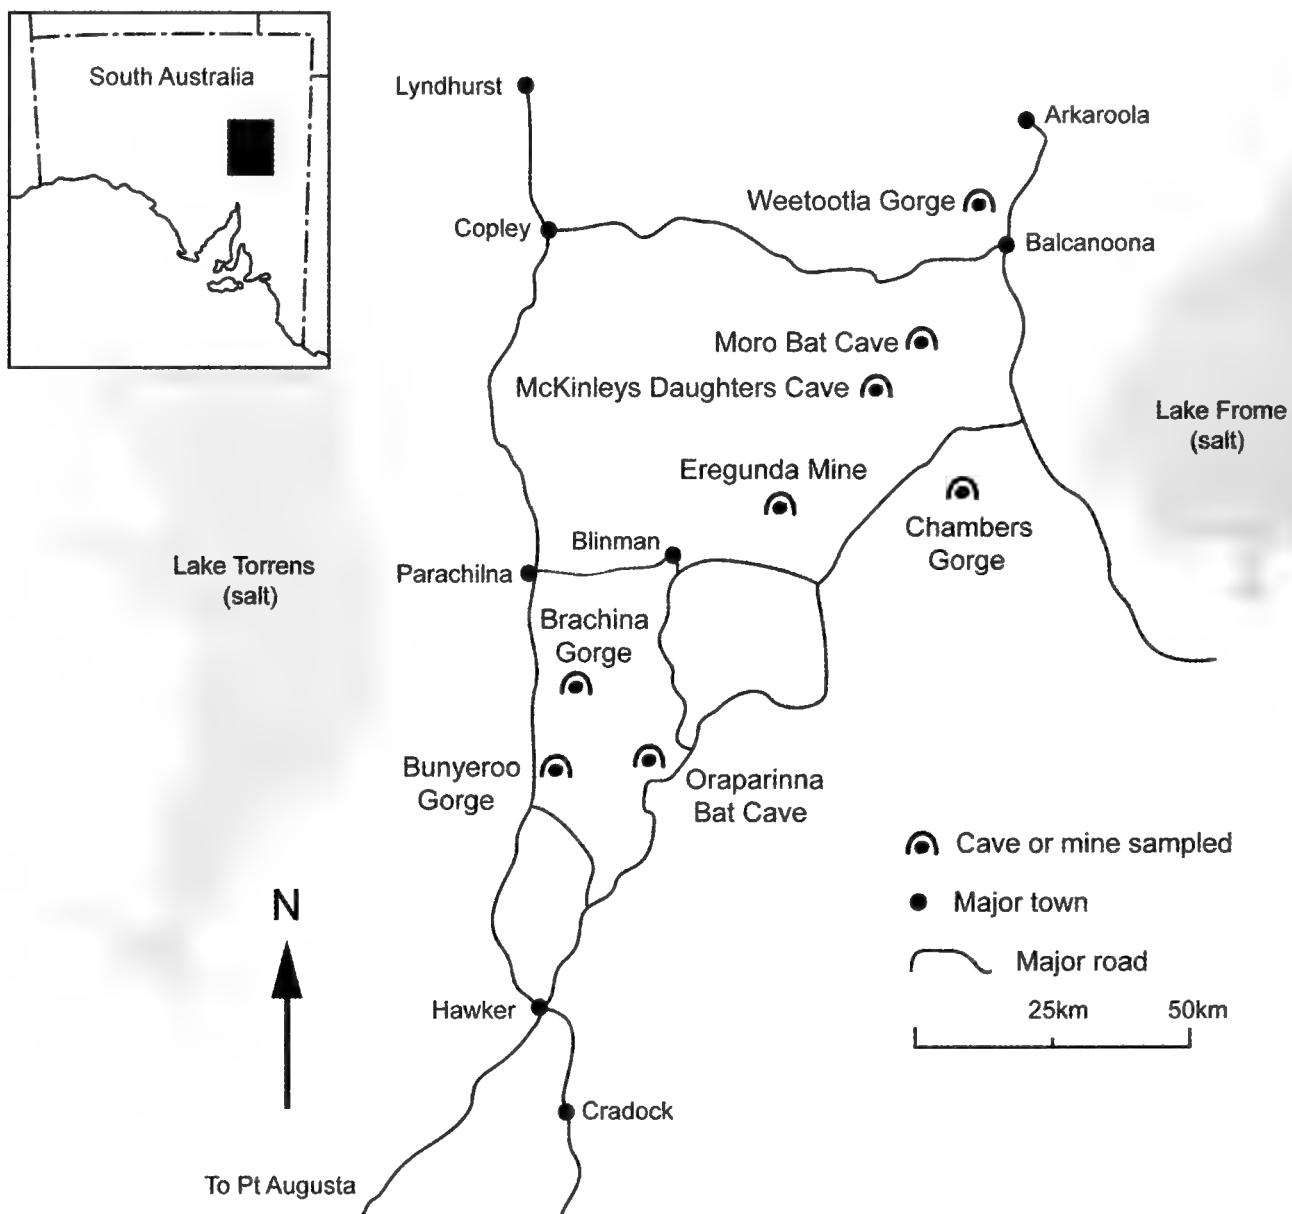 South Australia
Lyndhurst
Arkaroola
Weetootla Gorge
Copley
Balcanoona
Moro Bat Cave
McKinleys Daughters Cave
Lake Frome
(salt)
Eregunda Mine
Chambers
Gorge
Blinman
Lake Torrens
(salt)
Parachilna
Brachina
Gorge
Bunyeroo
Gorge
Oraparinna
Bat Cave
Cave or mine sampled
N
Major town
Major road
Hawker
25km 50km
Cradock
To Pt Augusta